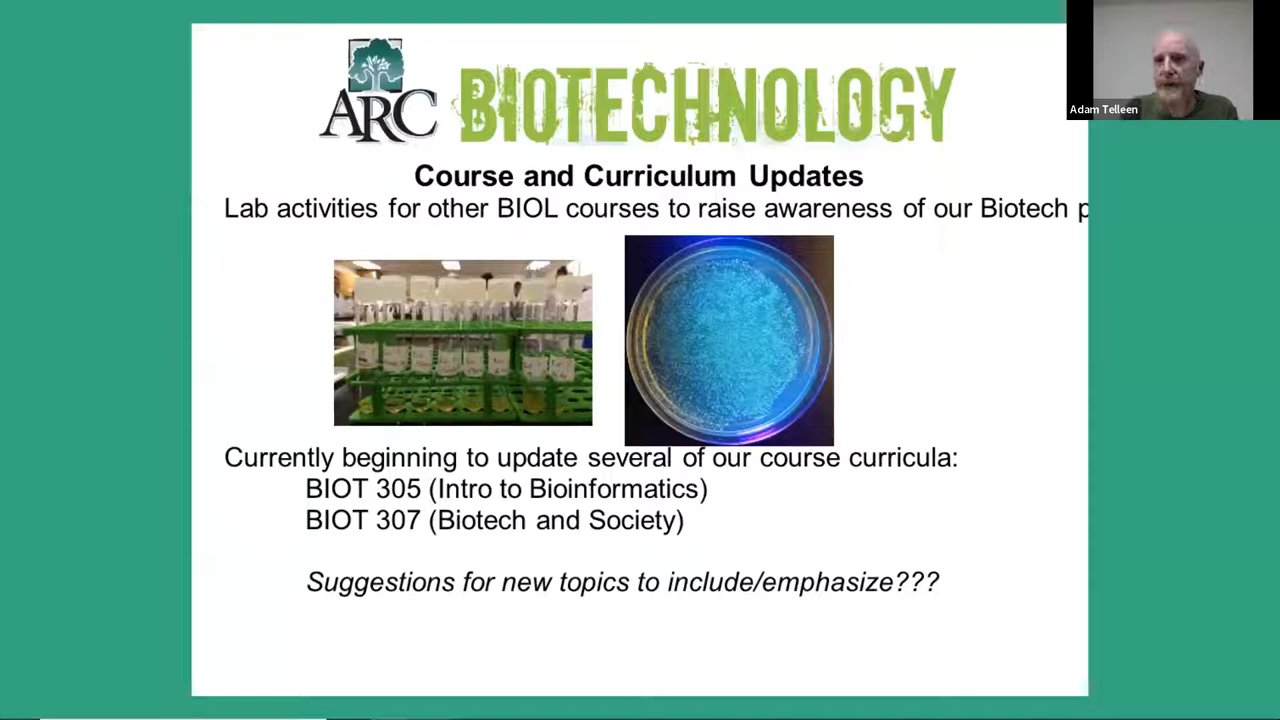 ARC BIOTECHNOLOGY
Adam Telleen
Course and Curriculum Updates
Lab activities for other BIOL courses to raise awareness of our Biotech p
Currently beginning to update several of our course curricula:
BIOT 305 (Intro to Bioinformatics)
BIOT 307 (Biotech and Society)
Suggestions for new topics to include/emphasize???